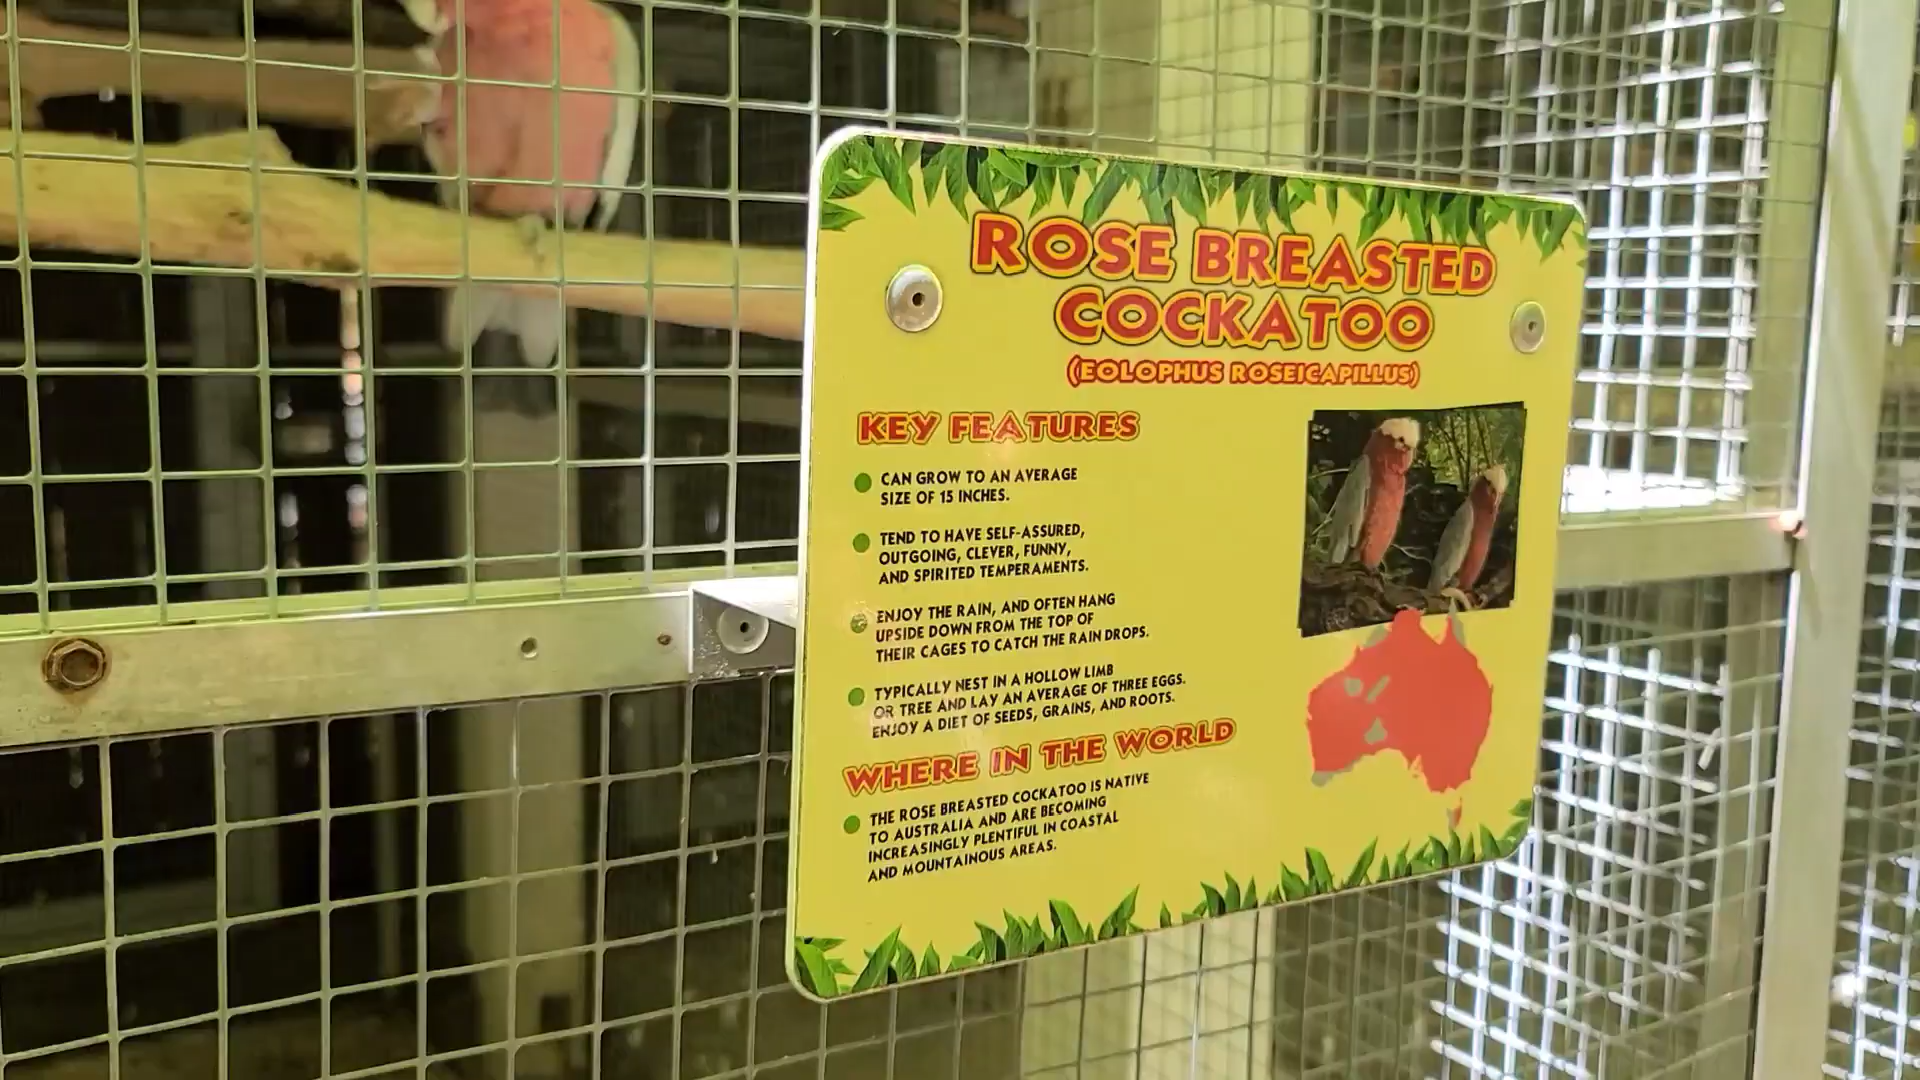 ROSE BREASTED
COCKATOO
(EOLOPHUS ROSEICAPILLUS)
KEY FEATURES
CAN GROW TO AN AVERAGE
SIZE OF 15 INCHES.
TEND TO HAVE SELF-ASSURED,
OUTGOING, CLEVER, FUNNY,
AND SPIRITED TEMPERAMENTS.
ENJOY THE RAIN, AND OFTEN HANG
UPSIDE DOWN FROM THE TOP OF
THEIR CAGES TO CATCH THE RAIN DROPS.
TYPICALLY NEST IN A HOLLOW LIMB
OR TREE AND LAY AN AVERAGE OF THREE EGGS.
ENJOY A DIET OF SEEDS, GRAINS, AND ROOTS.
WHERE IN THE WORLD
THE ROSE BREASTED COCKATOO IS NATIVE
TO AUSTRALIA AND ARE BECOMING
INCREASINGLY PLENTIFUL IN COASTAL
AND MOUNTAINOUS AREAS.